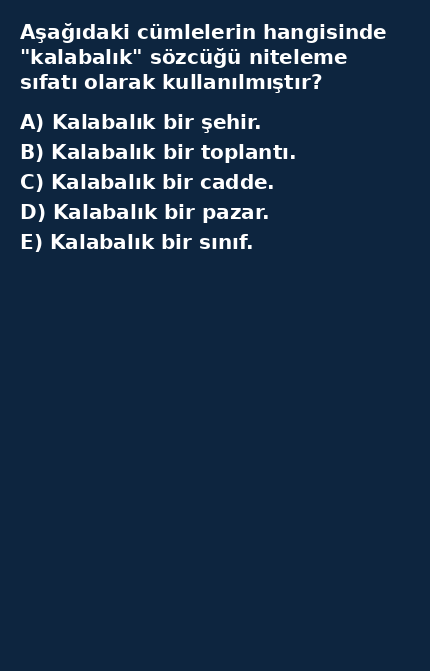 Aşağıdaki cümlelerin hangisinde
"kalabalık" sözcüğü niteleme
sıfatı olarak kullanılmıştır?
A) Kalabalık bir şehir.
B) Kalabalık bir toplantı.
C) Kalabalık bir cadde.
D) Kalabalık bir pazar.
E) Kalabalık bir sınıf.